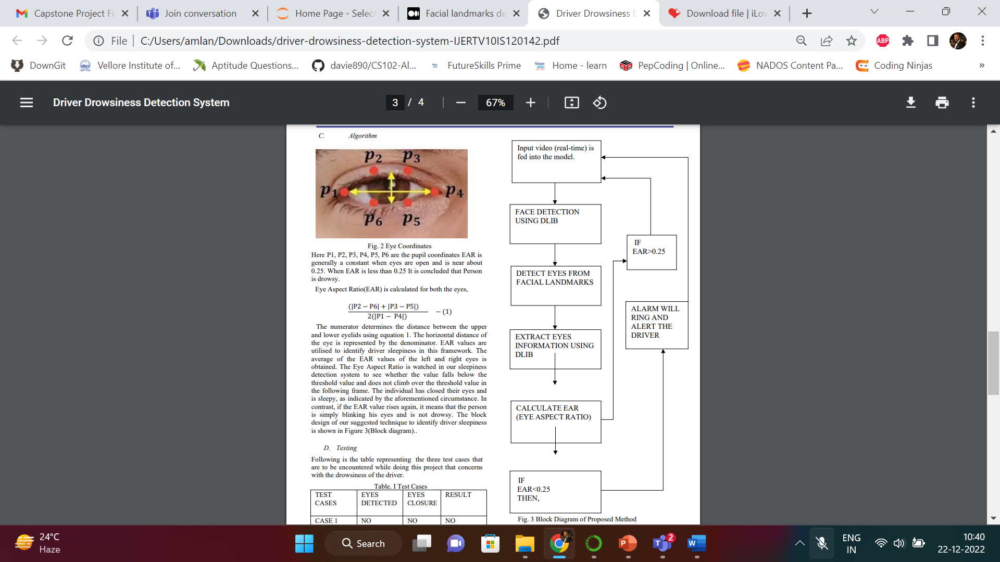 Capstone Project Fi
Join conversation
Home Page - Select
Facial landmarks de
Driver Drowsiness D
Download file | iLov
File
C:/Users/amlan/Downloads/driver-drowsiness-detection-system-IJERTV10IS120142.pdf
ABP
DownGit
Vellore Institute of...
Aptitude Questions...
davie890/CS102-Al...
FutureSkills Prime
Home - learn
PepCoding | Online...
NADOS Content Pa...
Coding Ninjas
»
Driver Drowsiness Detection System
3 / 4
67%
C. Algorithm
p2 p3
p1 p4
p6 p5
Fig. 2 Eye Coordinates
Here P1, P2, P3, P4, P5, P6 are the pupil coordinates EAR is
generally a constant when eyes are open and is near about
0.25. When EAR is less than 0.25 It is concluded that Person
is drowsy.
Eye Aspect Ratio(EAR) is calculated for both the eyes,
(|P2 − P6| + |P3 − P5|)
2(|P1 − P4|)
− (1)
The numerator determines the distance between the upper
and lower eyelids using equation 1. The horizontal distance of
the eye is represented by the denominator. EAR values are
utilised to identify driver sleepiness in this framework. The
average of the EAR values of the left and right eyes is
obtained. The Eye Aspect Ratio is watched in our sleepiness
detection system to see whether the value falls below the
threshold value and does not climb over the threshold value in
the following frame. The individual has closed their eyes and
is sleepy, as indicated by the aforementioned circumstance. In
contrast, if the EAR value rises again, it means that the person
is simply blinking his eyes and is not drowsy. The block
design of our suggested technique to identify driver sleepiness
is shown in Figure 3(Block diagram)..
D. Testing
Following is the table representing the three test cases that
are to be encountered while doing this project that concerns
with the drowsiness of the driver.
Table. I Test Cases
TEST CASES
EYES DETECTED
EYES CLOSURE
RESULT
CASE 1
NO
NO
NO
Input video (real-time) is
fed into the model.
FACE DETECTION
USING DLIB
DETECT EYES FROM
FACIAL LANDMARKS
EXTRACT EYES
INFORMATION USING
DLIB
CALCULATE EAR
(EYE ASPECT RATIO)
IF
EAR<0.25
THEN,
IF
EAR>0.25
ALARM WILL
RING AND
ALERT THE
DRIVER
Fig. 3 Block Diagram of Proposed Method
24°C
Haze
Search
2
ENG
IN
10:40
22-12-2022